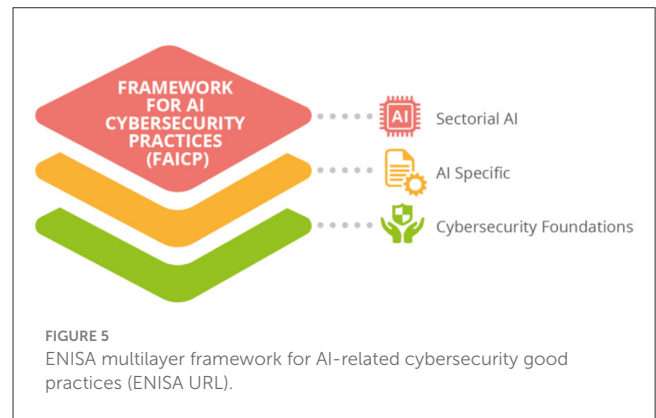 FRAMEWORK
FOR AI
CYBERSECURITY
PRACTICES
(FAICP)
AI
Sectorial AI
AI Specific
Cybersecurity Foundations
FIGURE 5
ENISA multilayer framework for AI-related cybersecurity good
practices (ENISA URL).